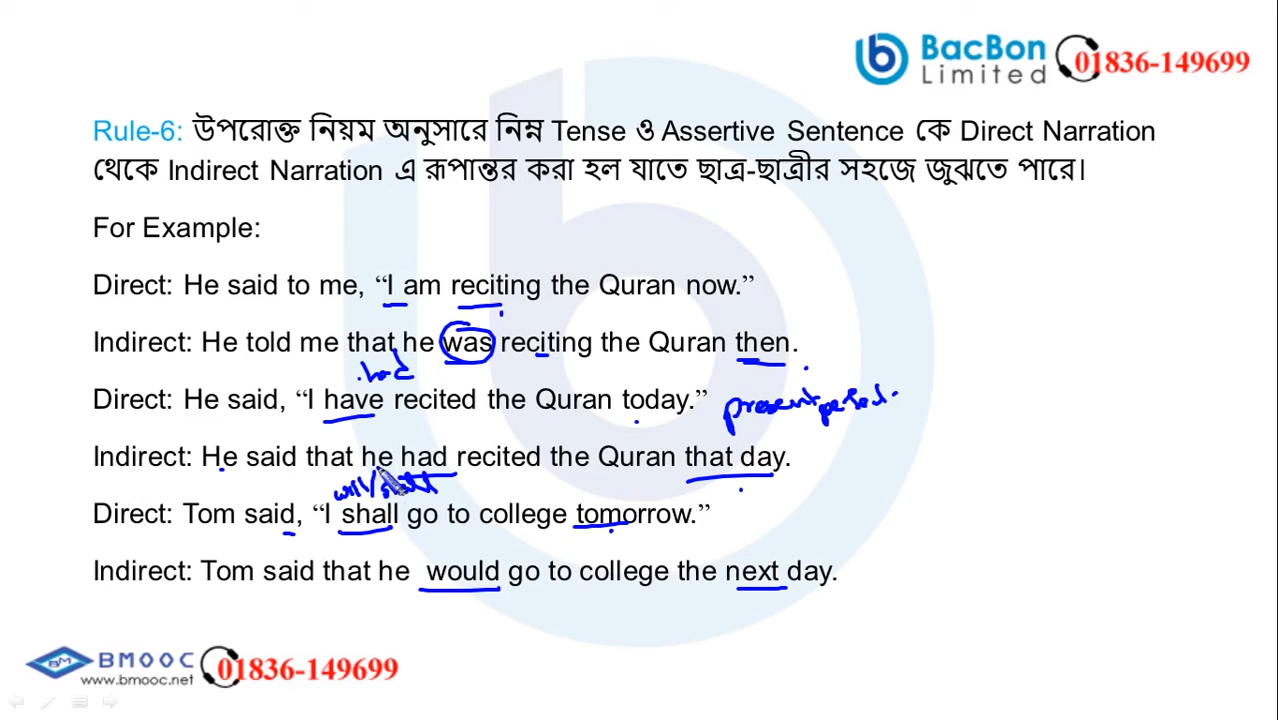 BacBon
Limited
01836-149699
Rule-6: উপরোক্ত নিয়ম অনুসারে নিম্ন Tense ও Assertive Sentence কে Direct Narration
থেকে Indirect Narration এ রূপান্তর করা হল যাতে ছাত্র-ছাত্রীর সহজে জুঝতে পারে।
For Example:
Direct: He said to me, “I am reciting the Quran now.”
Indirect: He told me that he was reciting the Quran then.
had
Direct: He said, “I have recited the Quran today.” present
Indirect: He said that he had recited the Quran that day.
will/shall
Direct: Tom said, “I shall go to college tomorrow.”
Indirect: Tom said that he would go to college the next day.
BM BMOOC
www.bmooc.net
01836-149699